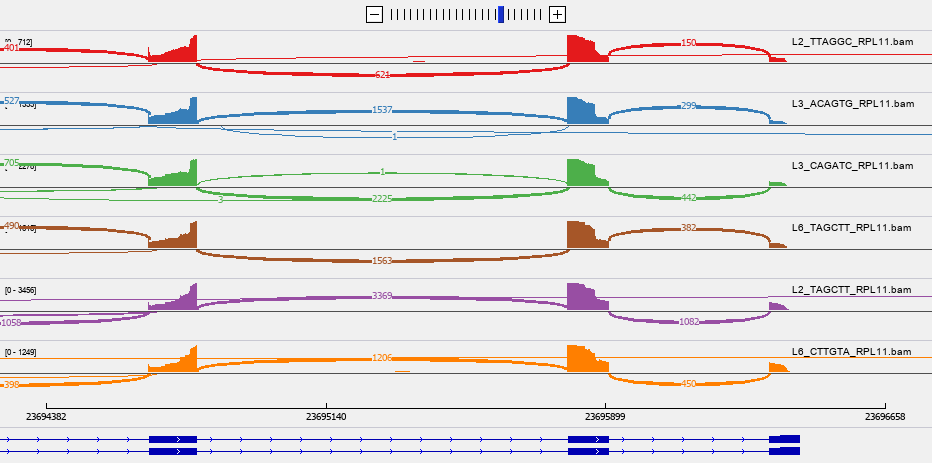 712]
401
150
621
L2_TTAGGC_RPL11.bam
527
1537
299
1
L3_ACAGTG_RPL11.bam
705
1
2225
3
442
L3_CAGATC_RPL11.bam
490
382
1563
L6_TAGCTT_RPL11.bam
[0 - 3456]
3369
1058
1082
L2_TAGCTT_RPL11.bam
[0 - 1249]
1206
398
450
L6_CTTGTA_RPL11.bam
23694382 23695140 23695899 23696658